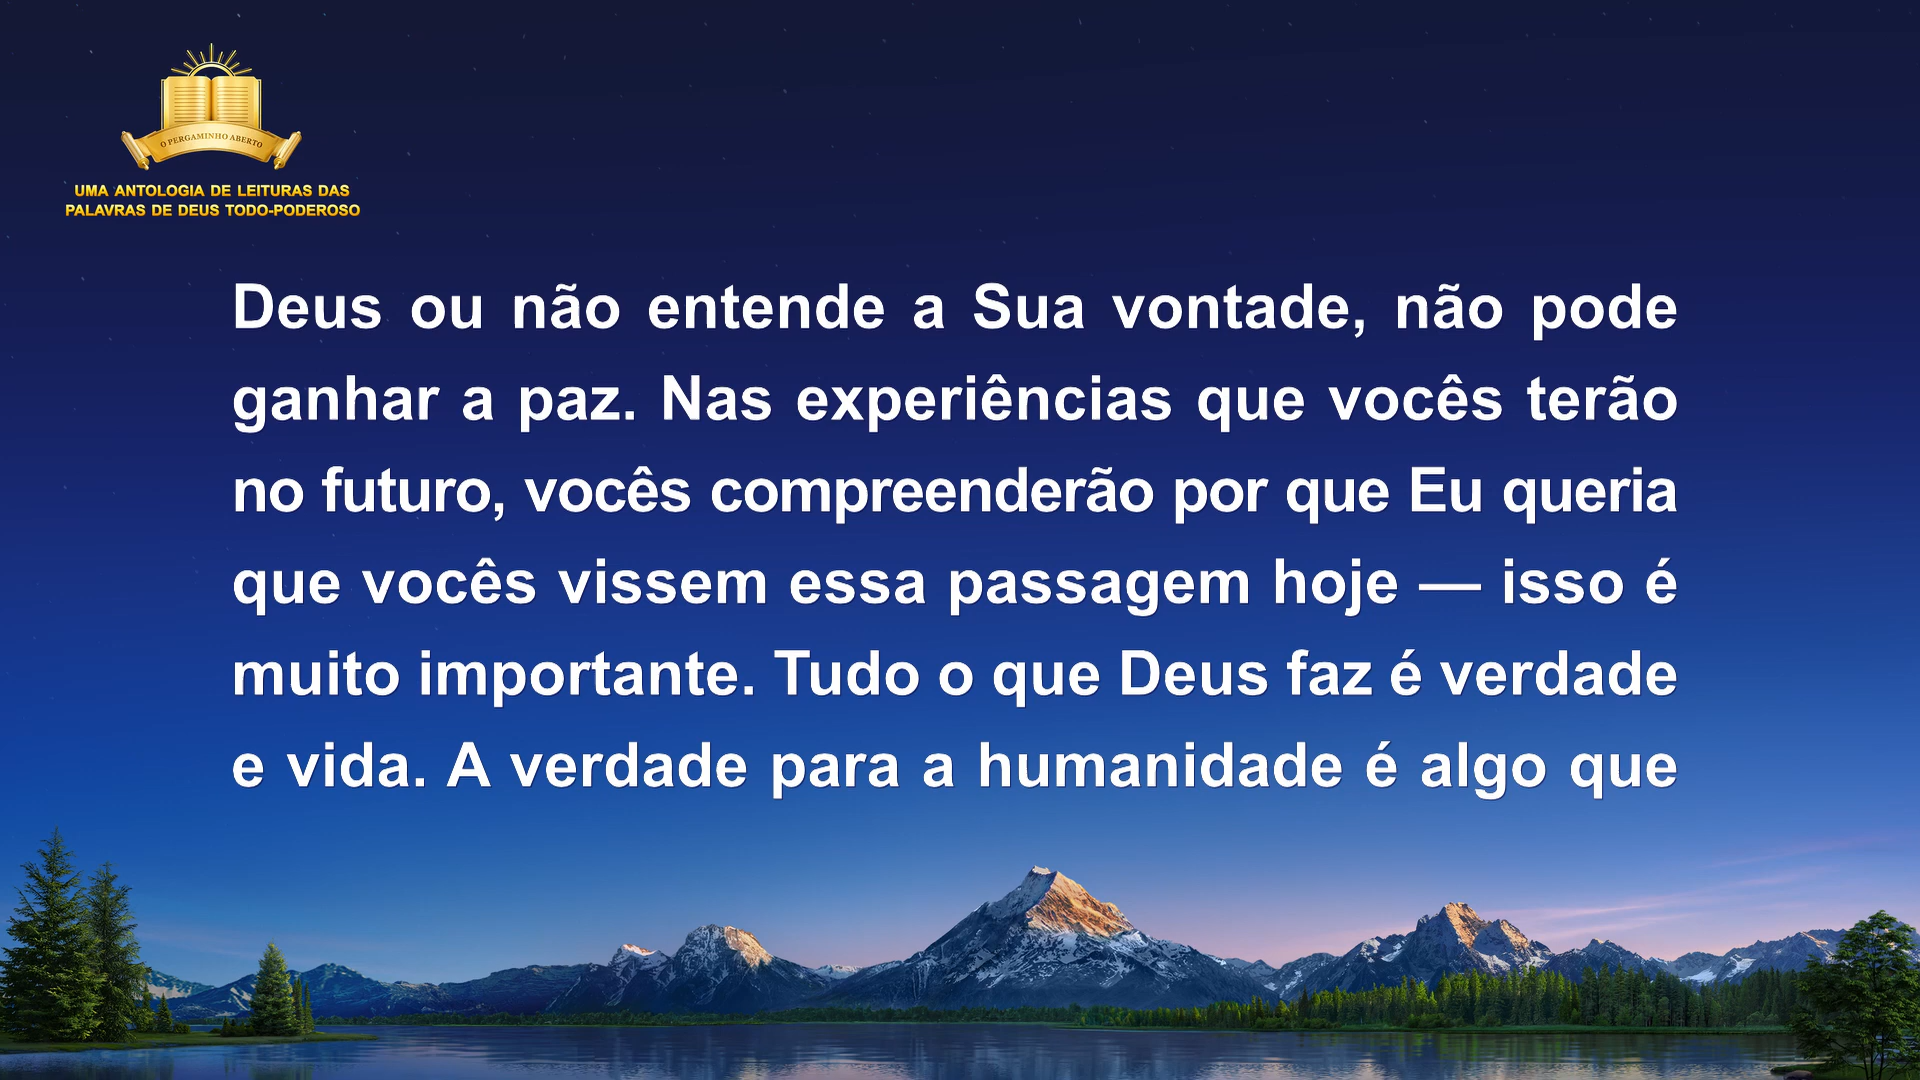 O PERGAMINHO ABERTO
UMA ANTOLOGIA DE LEITURAS DAS
PALAVRAS DE DEUS TODO-PODEROSO
Deus ou não entende a Sua vontade, não pode
ganhar a paz. Nas experiências que vocês terão
no futuro, vocês compreenderão por que Eu queria
que vocês vissem essa passagem hoje — isso é
muito importante. Tudo o que Deus faz é verdade
e vida. A verdade para a humanidade é algo que